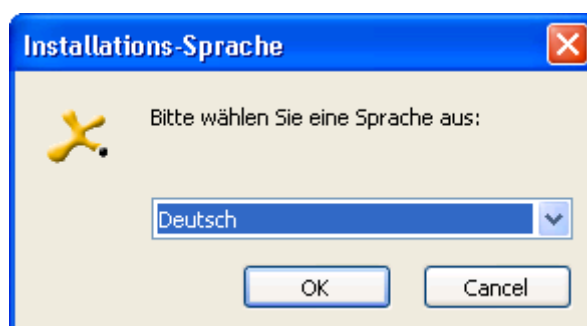 Installations-Sprache
Bitte wählen Sie eine Sprache aus:
Deutsch
OK
Cancel